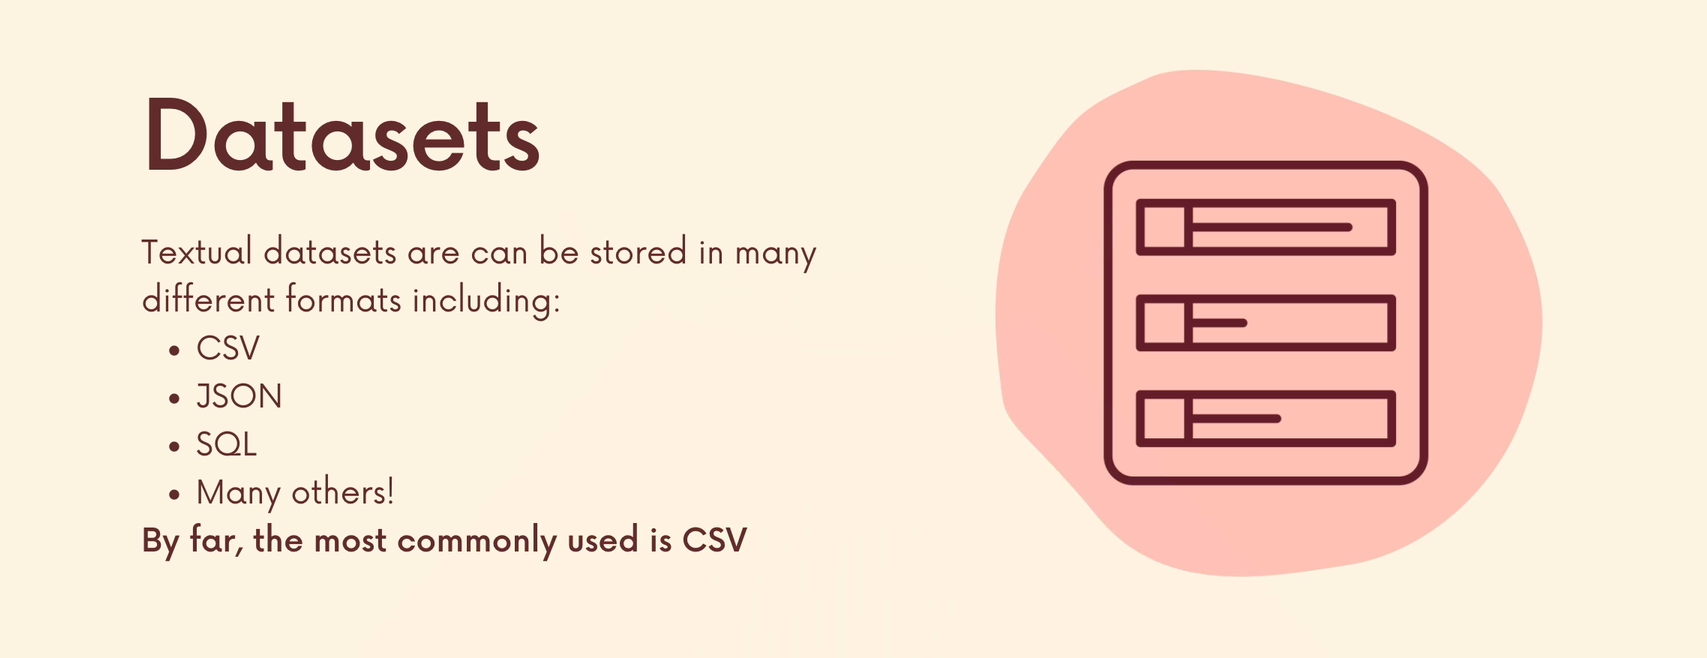 Datasets
Textual datasets are can be stored in many
different formats including:
• CSV
• JSON
• SQL
• Many others!
By far, the most commonly used is CSV